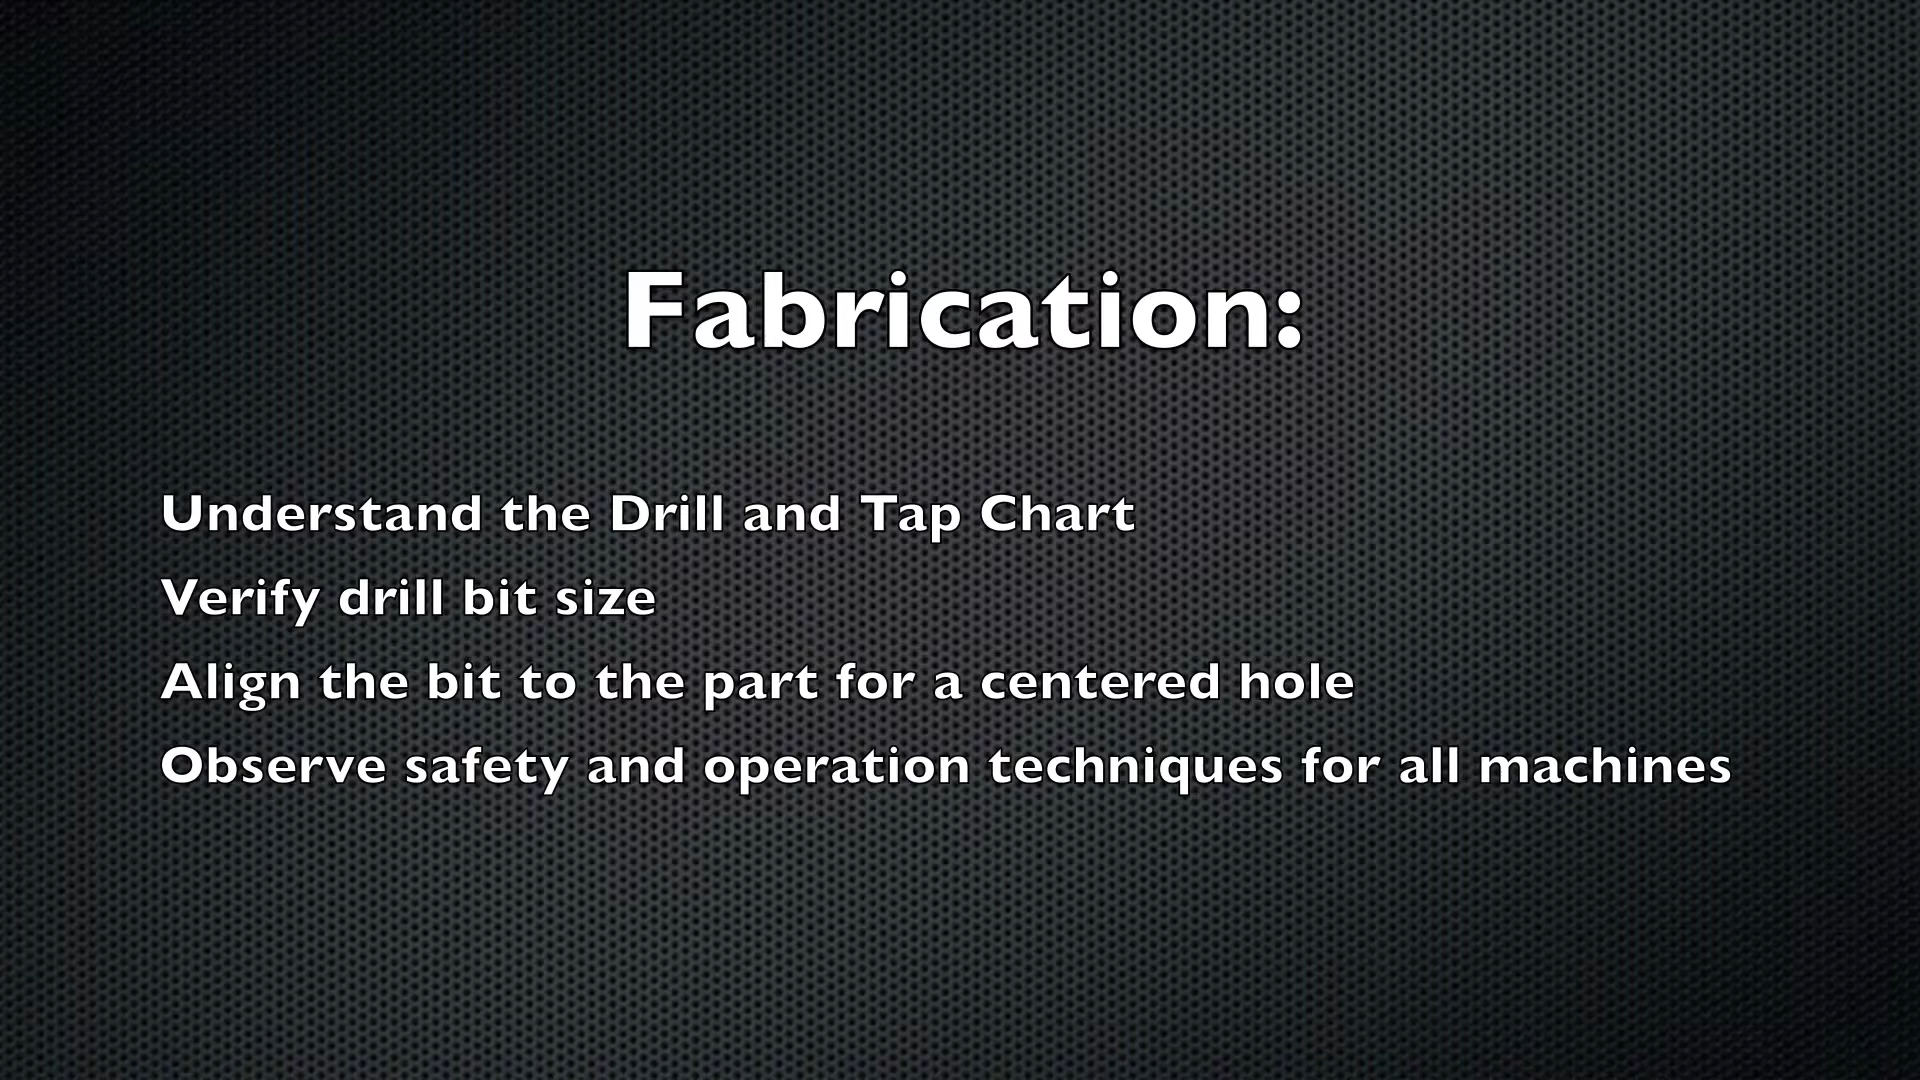 Fabrication:
Understand the Drill and Tap Chart
Verify drill bit size
Align the bit to the part for a centered hole
Observe safety and operation techniques for all machines